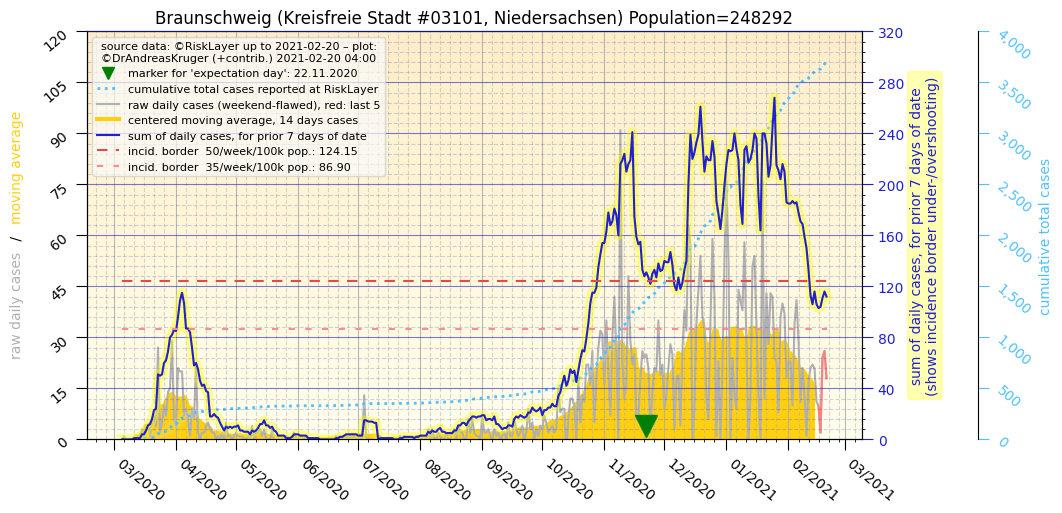 Braunschweig (Kreisfreie Stadt #03101, Niedersachsen) Population=248292
source data: ©RiskLayer up to 2021-02-20 – plot:
©DrAndreasKruger (+contrib.) 2021-02-20 04:00
marker for 'expectation day': 22.11.2020
cumulative total cases reported at RiskLayer
raw daily cases (weekend-flawed), red: last 5
centered moving average, 14 days cases
sum of daily cases, for prior 7 days of date
incid. border  50/week/100k pop.: 124.15
incid. border  35/week/100k pop.: 86.90
raw daily cases / moving average
120
105
90
75
60
45
30
15
0
03/2020
04/2020
05/2020
06/2020
07/2020
08/2020
09/2020
10/2020
11/2020
12/2020
01/2021
02/2021
03/2021
320
280
240
200
160
120
80
40
0
sum of daily cases, for prior 7 days of date
(shows incidence border under-/overshooting)
4,000
3,500
3,000
2,500
2,000
1,500
1,000
500
0
cumulative total cases